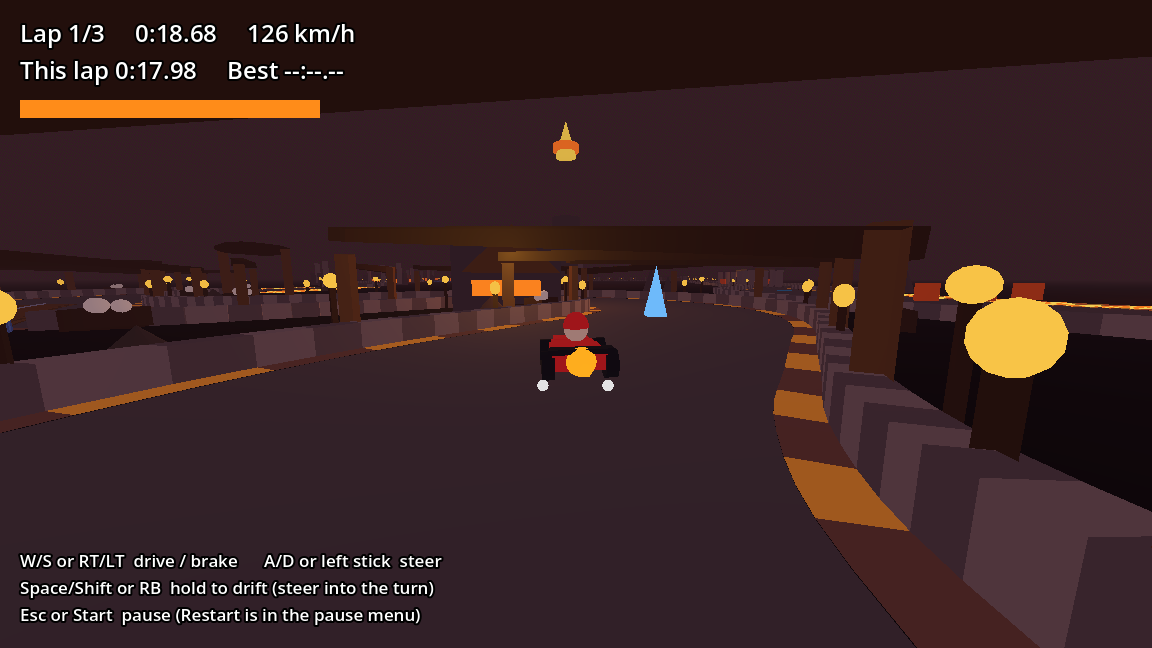 Lap 1/3 0:18.68 126 km/h
This lap 0:17.98 Best --:--.--
W/S or RT/LT drive / brake A/D or left stick steer
Space/Shift or RB hold to drift (steer into the turn)
Esc or Start pause (Restart is in the pause menu)